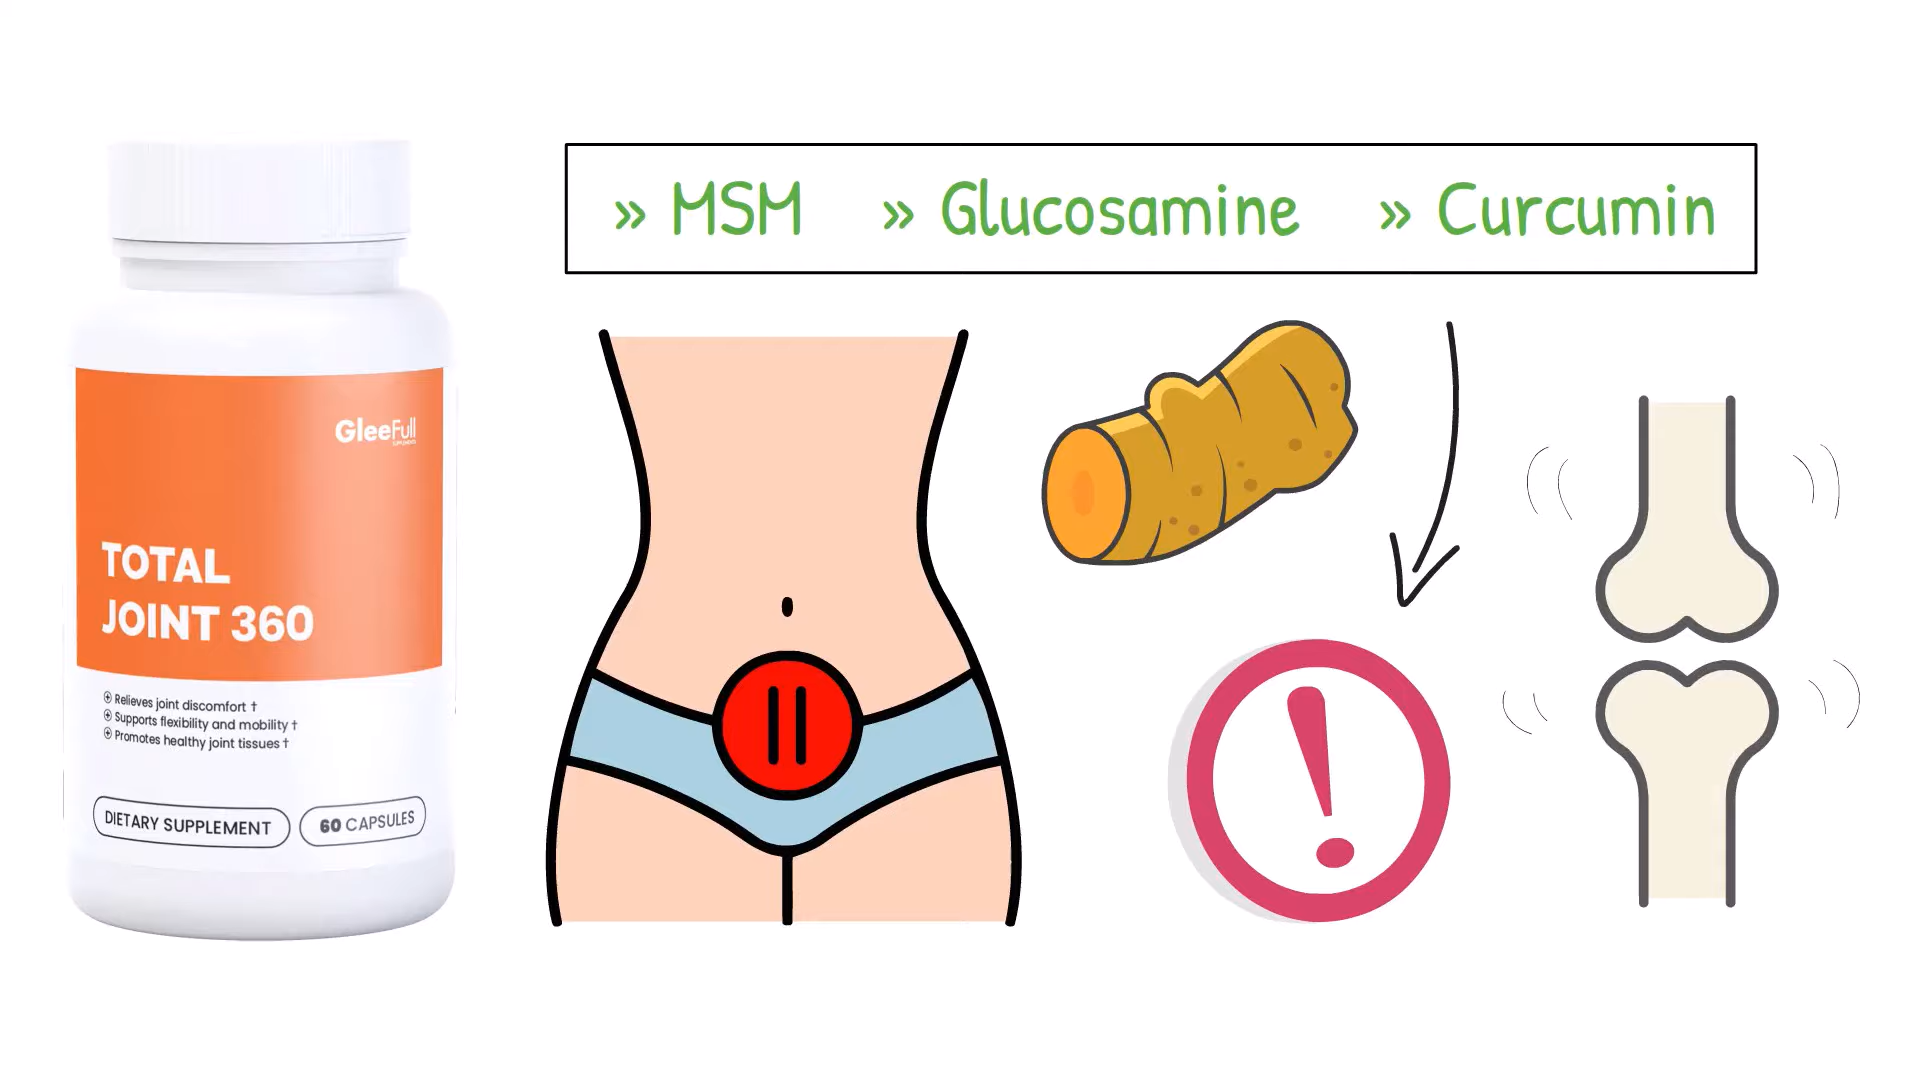 » MSM » Glucosamine » Curcumin
GleeFull
SUPPLEMENTS
TOTAL
JOINT 360
Relieves joint discomfort †
Supports flexibility and mobility †
Promotes healthy joint tissues †
DIETARY SUPPLEMENT
60 CAPSULES